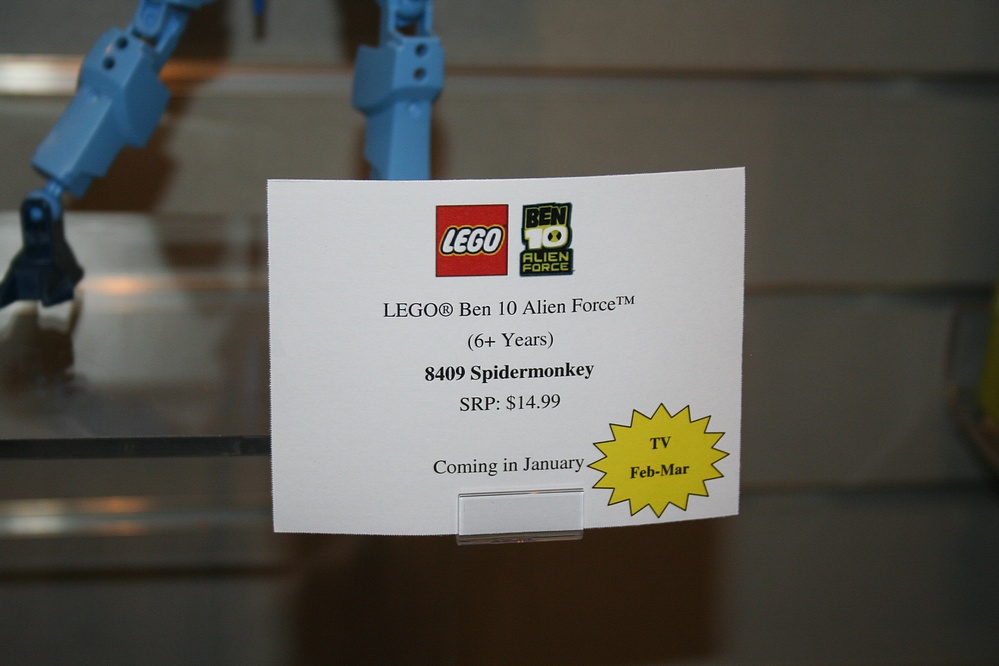 LEGO
BEN
10
ALIEN
FORCE
LEGO® Ben 10 Alien Force™
(6+ Years)
8409 Spidermonkey
SRP: $14.99
Coming in January
TV
Feb-Mar